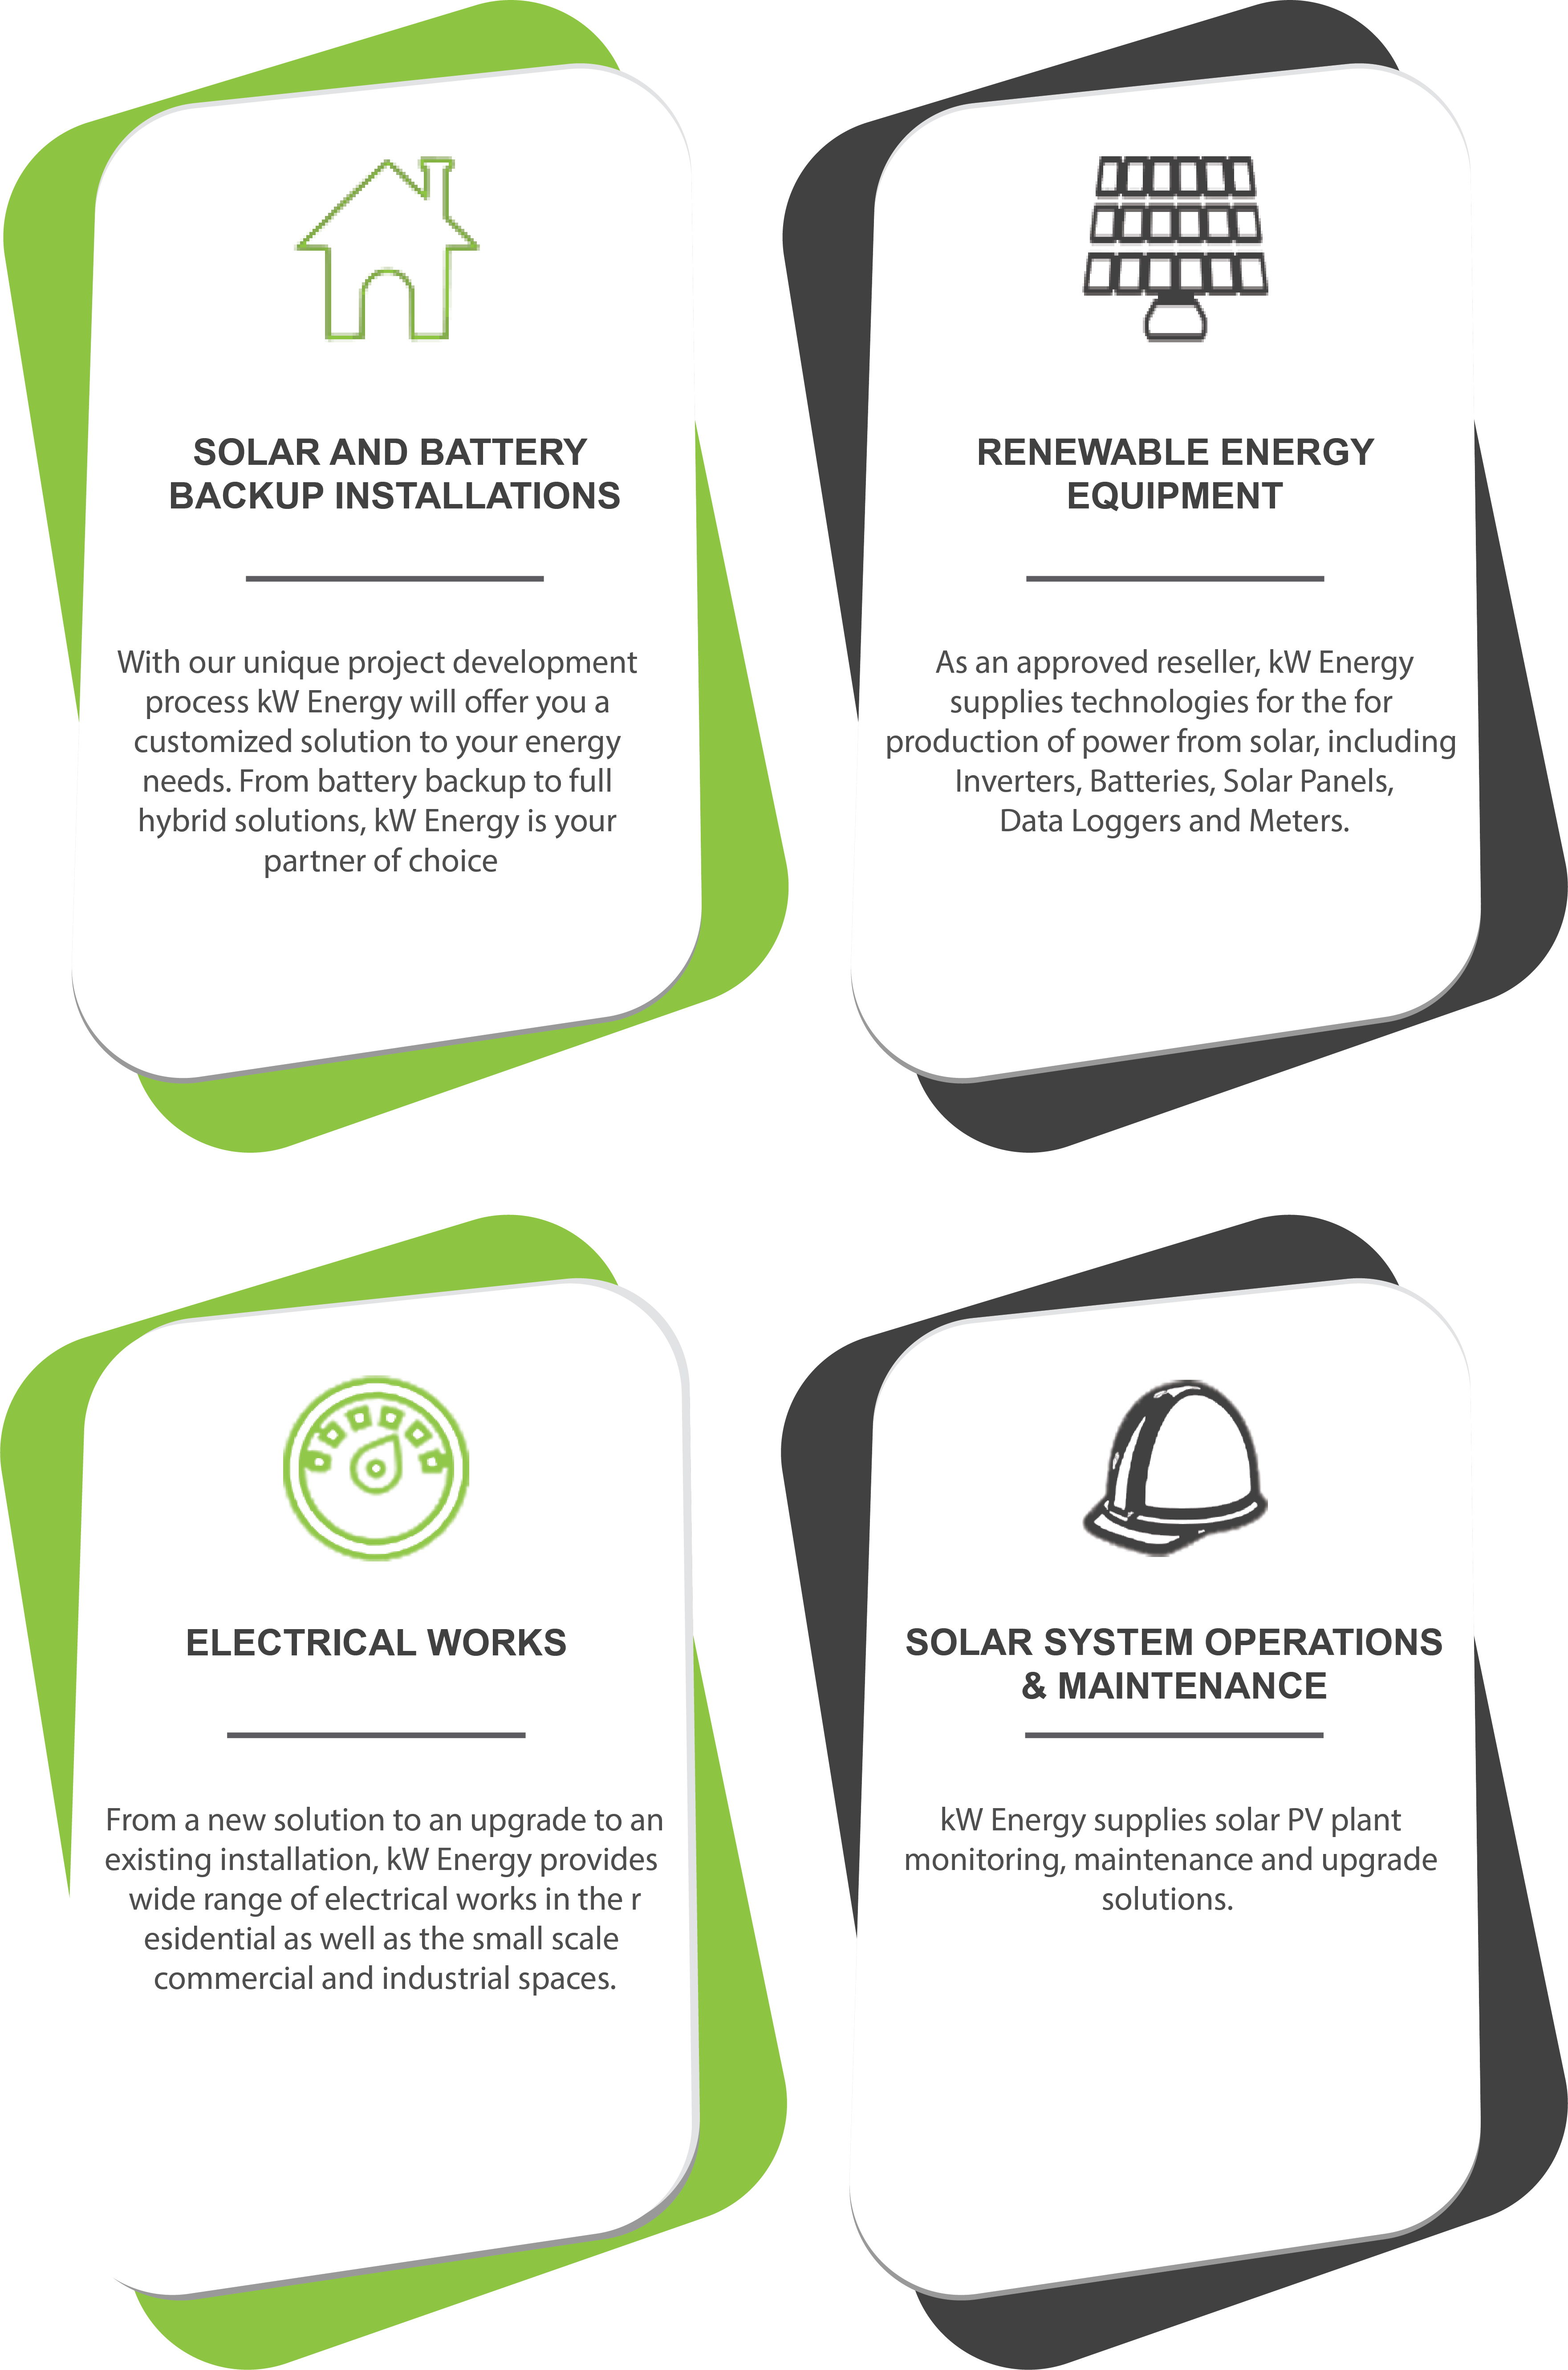 SOLAR AND BATTERY
BACKUP INSTALLATIONS
With our unique project development
process kW Energy will offer you a
customized solution to your energy
needs. From battery backup to full
hybrid solutions, kW Energy is your
partner of choice
RENEWABLE ENERGY
EQUIPMENT
As an approved reseller, kW Energy
supplies technologies for the for
production of power from solar, including
Inverters, Batteries, Solar Panels,
Data Loggers and Meters.
ELECTRICAL WORKS
From a new solution to an upgrade to an
existing installation, kW Energy provides
wide range of electrical works in the r
esidential as well as the small scale
commercial and industrial spaces.
SOLAR SYSTEM OPERATIONS
& MAINTENANCE
kW Energy supplies solar PV plant
monitoring, maintenance and upgrade
solutions.